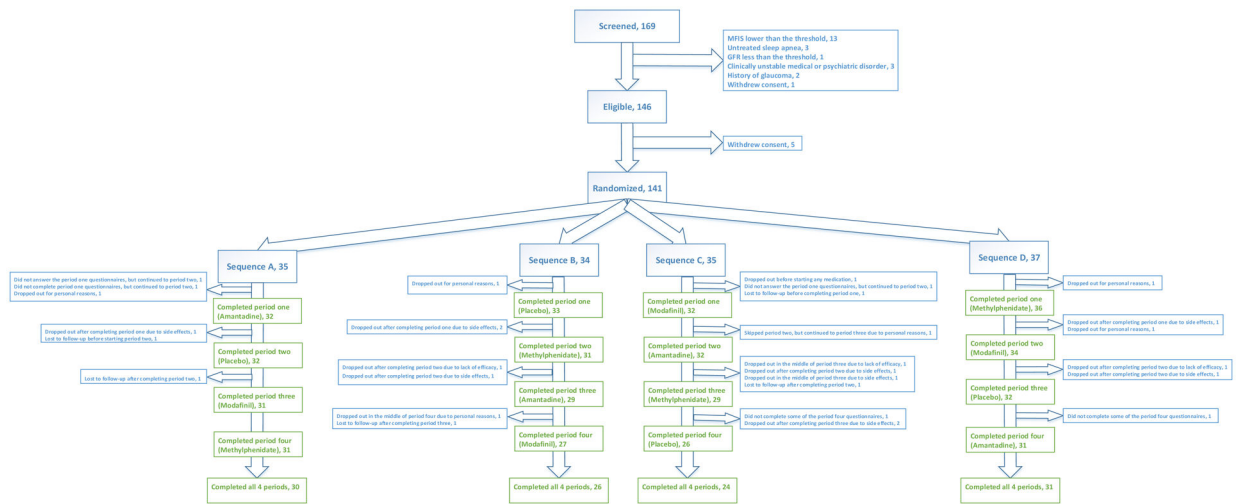 Screened, 169
MFIS lower than the threshold, 13
Untreated sleep apnea, 3
GFR less than the threshold, 1
Clinically unstable medical or psychiatric disorder, 3
History of glaucoma, 2
Withdrew consent, 1
Eligible, 146
Withdrew consent, 5
Randomized, 141
Sequence A, 35
Did not answer the period one questionnaires, but continued to period two, 1
Did not complete period one questionnaires, but continued to period two, 1
Dropped out for personal reasons, 1
Completed period one
(Amantadine), 32
Dropped out after completing period one due to side effects, 1
Lost to follow-up before starting period two, 1
Completed period two
(Placebo), 32
Lost to follow-up after completing period two, 1
Completed period three
(Modafinil), 31
Completed period four
(Methylphenidate), 31
Completed all 4 periods, 30
Sequence B, 34
Dropped out for personal reasons, 1
Completed period one
(Placebo), 33
Dropped out after completing period one due to side effects, 2
Completed period two
(Methylphenidate), 31
Dropped out after completing period two due to lack of efficacy, 1
Dropped out after completing period two due to side effects, 1
Completed period three
(Amantadine), 29
Dropped out in the middle of period four due to personal reasons, 1
Lost to follow-up after completing period three, 1
Completed period four
(Modafinil), 27
Completed all 4 periods, 26
Sequence C, 35
Dropped out before starting any medication, 1
Did not answer the period one questionnaires, but continued to period two, 1
Lost to follow-up before completing period one, 1
Completed period one
(Modafinil), 32
Skipped period two, but continued to period three due to personal reasons, 1
Completed period two
(Amantadine), 32
Dropped out in the middle of period three due to lack of efficacy, 1
Dropped out after completing period two due to side effects, 1
Dropped out in the middle of period three due to side effects, 1
Lost to follow-up after completing period two, 1
Completed period three
(Methylphenidate), 29
Did not complete some of the period four questionnaires, 1
Dropped out after completing period three due to side effects, 2
Completed period four
(Placebo), 26
Completed all 4 periods, 24
Sequence D, 37
Dropped out for personal reasons, 1
Completed period one
(Methylphenidate), 36
Dropped out after completing period one due to side effects, 1
Dropped out for personal reasons, 1
Completed period two
(Modafinil), 34
Dropped out after completing period two due to lack of efficacy, 1
Dropped out after completing period two due to side effects, 1
Completed period three
(Placebo), 32
Did not complete some of the period four questionnaires, 1
Completed period four
(Amantadine), 31
Completed all 4 periods, 31